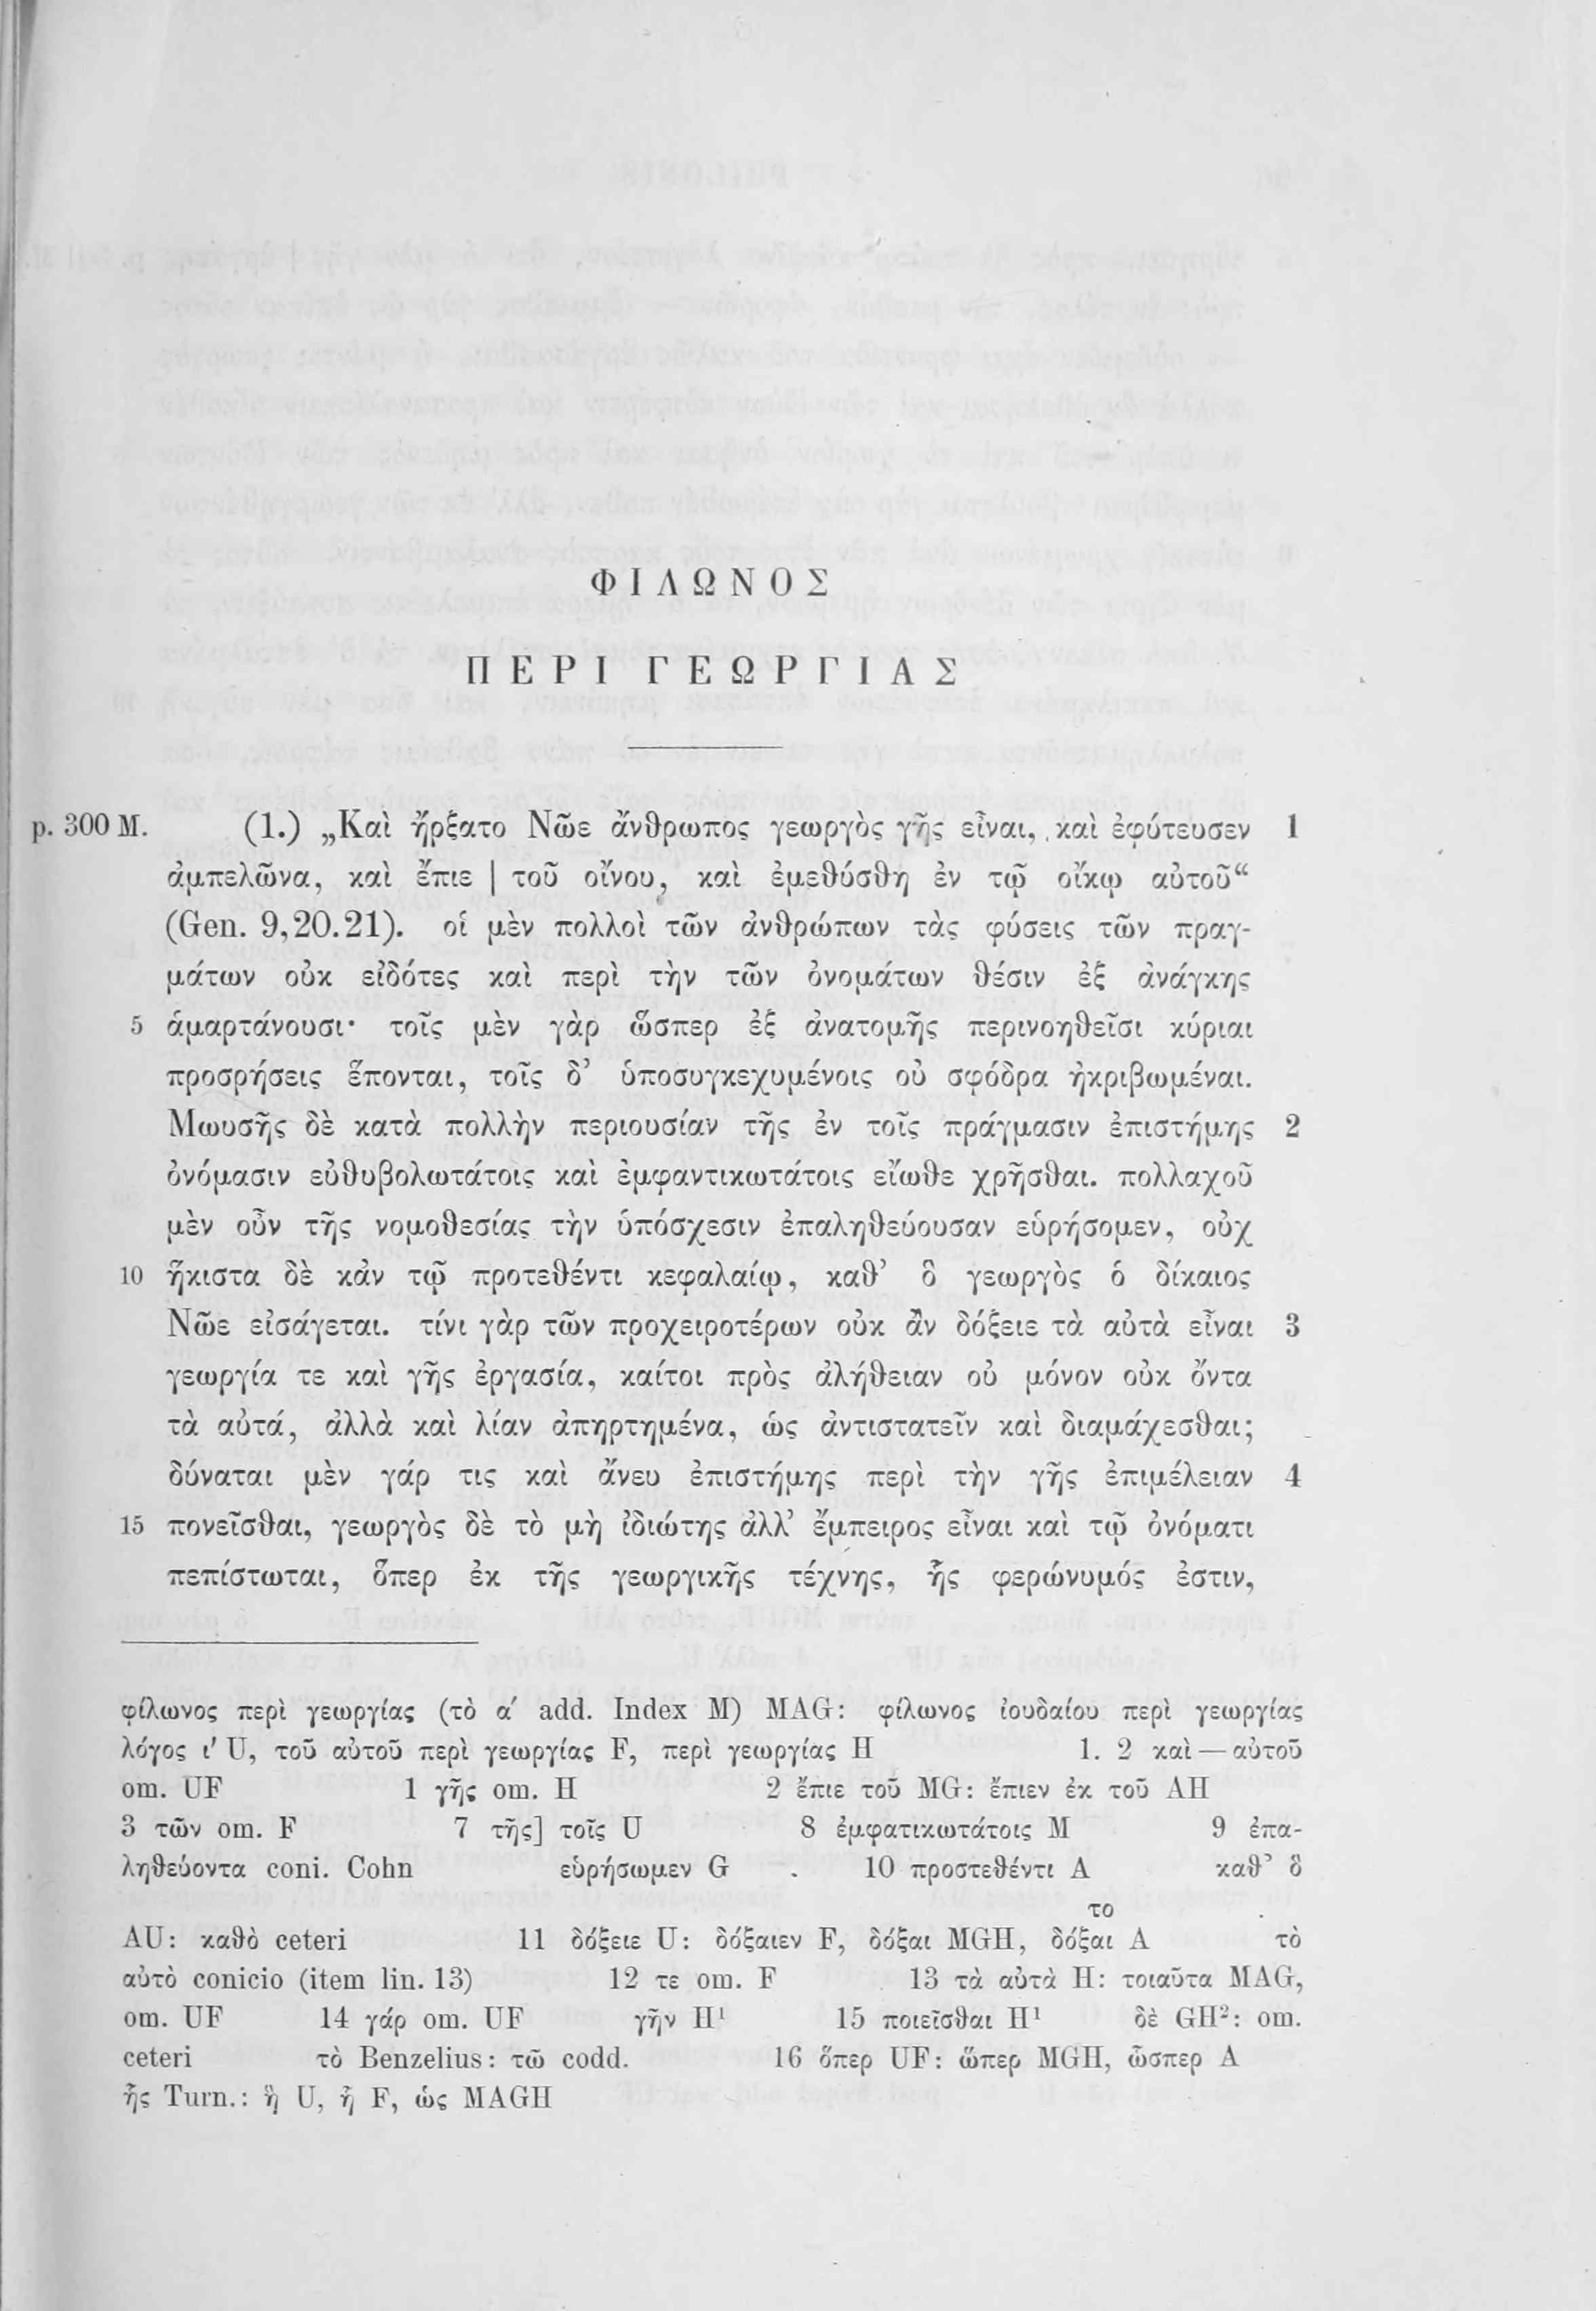 ΦΙΛΩΝΟΣ
ΠΕΡΙ ΓΕΩΡΓΙΑΣ
p. 300 M. (1.) „Καὶ ἤρξατο Νῶε ἄνθρωπος γεωργὸς γῆς εἶναι, καὶ ἐφύτευσεν 1
ἀμπελῶνα, καὶ ἔπιε | τοῦ οἴνου, καὶ ἐμεθύσθη ἐν τῷ οἴκῳ αὐτοῦ“
(Gen. 9,20.21). οἱ μὲν πολλοὶ τῶν ἀνθρώπων τὰς φύσεις τῶν πραγ-
μάτων οὐκ εἰδότες καὶ περὶ τὴν τῶν ὀνομάτων θέσιν ἐξ ἀνάγκης
5 ἁμαρτάνουσι· τοῖς μὲν γὰρ ὥσπερ ἐξ ἀνατομῆς περινοηθεῖσι κύριαι
προσρήσεις ἕπονται, τοῖς δ’ ὑποσυγκεχυμένοις οὐ σφόδρα ἠκριβωμέναι.
Μωυσῆς δὲ κατὰ πολλὴν περιουσίαν τῆς ἐν τοῖς πράγμασιν ἐπιστήμης 2
ὀνόμασιν εὐθυβολωτάτοις καὶ ἐμφαντικωτάτοις εἴωθε χρῆσθαι. πολλαχοῦ
μὲν οὖν τῆς νομοθεσίας τὴν ὑπόσχεσιν ἐπαληθεύουσαν εὑρήσομεν, οὐχ
10 ἥκιστα δὲ κἀν τῷ προτεθέντι κεφαλαίῳ, καθ’ ὃ γεωργὸς ὁ δίκαιος
Νῶε εἰσάγεται. τίνι γὰρ τῶν προχειροτέρων οὐκ ἂν δόξειε τὰ αὐτὰ εἶναι 3
γεωργία τε καὶ γῆς ἐργασία, καίτοι πρὸς ἀλήθειαν οὐ μόνον οὐκ ὄντα
τὰ αὐτά, ἀλλὰ καὶ λίαν ἀπηρτημένα, ὡς ἀντιστατεῖν καὶ διαμάχεσθαι;
δύναται μὲν γάρ τις καὶ ἄνευ ἐπιστήμης περὶ τὴν γῆς ἐπιμέλειαν 4
15 πονεῖσθαι, γεωργὸς δὲ τὸ μὴ ἰδιώτης ἀλλ’ ἔμπειρος εἶναι καὶ τῷ ὀνόματι
πεπίστωται, ὅπερ ἐκ τῆς γεωργικῆς τέχνης, ἧς φερώνυμός ἐστιν,
φίλωνος περὶ γεωργίας (τὸ α′ add. Index M) MAG: φίλωνος ἰουδαίου περὶ γεωργίας
λόγος ι′ U, τοῦ αὐτοῦ περὶ γεωργίας F, περὶ γεωργίας H 1. 2 καὶ — αὐτοῦ
om. UF 1 γῆς om. H 2 ἔπιε τοῦ MG: ἔπιεν ἐκ τοῦ AH
3 τῶν om. F 7 τῆς] τοῖς U 8 ἐμφατικωτάτοις M 9 ἐπα-
ληθεύοντα coni. Cohn εὑρήσωμεν G 10 προστεθέντι A καθ’ ὃ
το
AU: καθὸ ceteri 11 δόξειε U: δόξαιεν F, δόξαι MGH, δόξαι A τὸ
αὐτὸ conicio (item lin. 13) 12 τε om. F 13 τὰ αὐτὰ H: τοιαῦτα MAG,
om. UF 14 γάρ om. UF γῆν H¹ 15 ποιεῖσθαι H¹ δὲ GH²: om.
ceteri τὸ Benzelius: τῶ codd. 16 ὅπερ UF: ὥπερ MGH, ὥσπερ A
ἧς Turn.: ἢ U, ᾗ F, ὡς MAGH